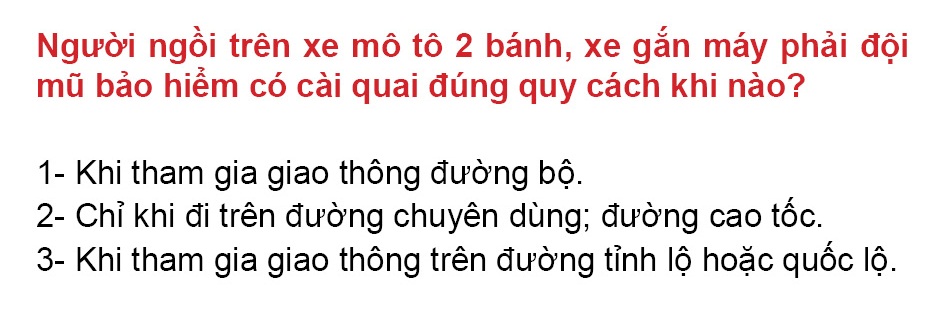 Người ngồi trên xe mô tô 2 bánh, xe gắn máy phải đội
mũ bảo hiểm có cài quai đúng quy cách khi nào?
1- Khi tham gia giao thông đường bộ.
2- Chỉ khi đi trên đường chuyên dùng; đường cao tốc.
3- Khi tham gia giao thông trên đường tỉnh lộ hoặc quốc lộ.